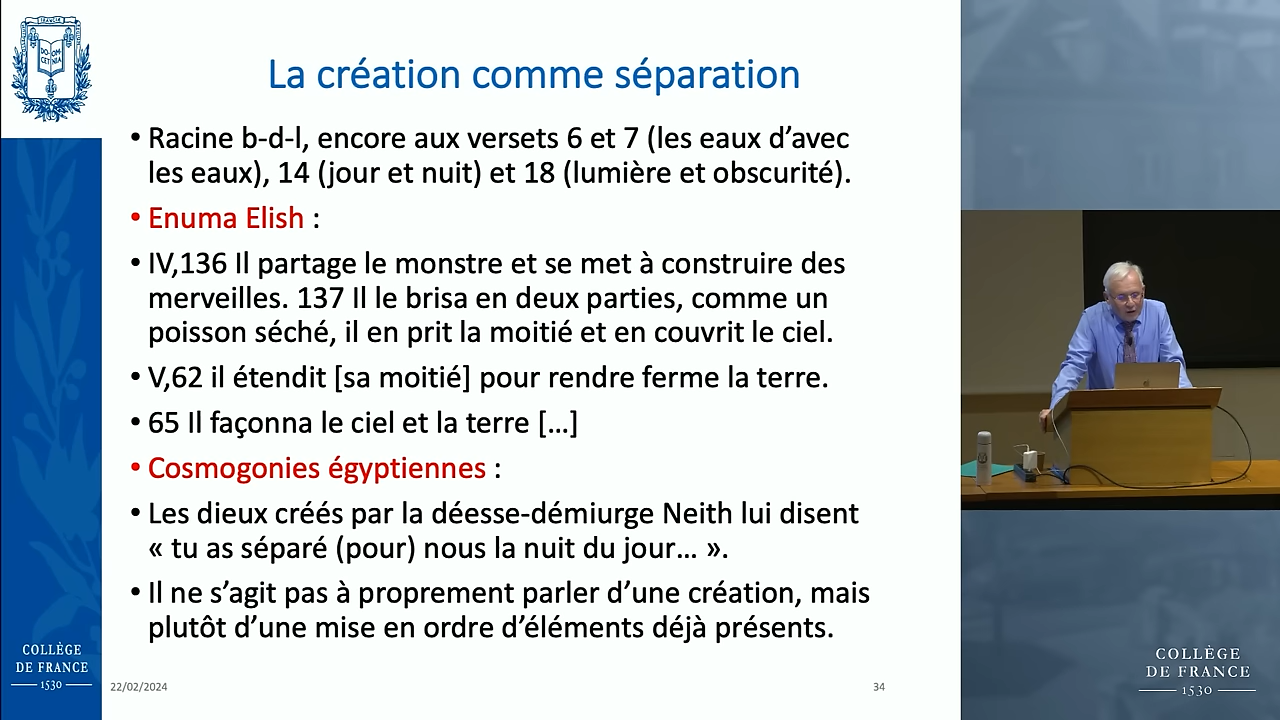 La création comme séparation
• Racine b-d-l, encore aux versets 6 et 7 (les eaux d’avec
les eaux), 14 (jour et nuit) et 18 (lumière et obscurité).
• Enuma Elish :
• IV,136 Il partage le monstre et se met à construire des
merveilles. 137 Il le brisa en deux parties, comme un
poisson séché, il en prit la moitié et en couvrit le ciel.
• V,62 il étendit [sa moitié] pour rendre ferme la terre.
• 65 Il façonna le ciel et la terre […]
• Cosmogonies égyptiennes :
• Les dieux créés par la déesse-démiurge Neith lui disent
« tu as séparé (pour) nous la nuit du jour… ».
• Il ne s’agit pas à proprement parler d’une création, mais
plutôt d’une mise en ordre d’éléments déjà présents.
COLLÈGE
DE FRANCE
1530
22/02/2024
34
COLLÈGE
DE FRANCE
1530